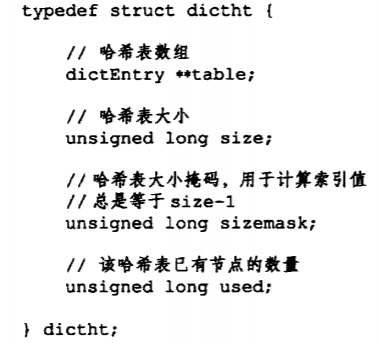 typedef struct dictht {
// 哈希表数组
dictEntry **table;
// 哈希表大小
unsigned long size;
// 哈希表大小掩码，用于计算索引值
// 总是等于 size-1
unsigned long sizemask;
// 该哈希表已有节点的数量
unsigned long used;
} dictht;